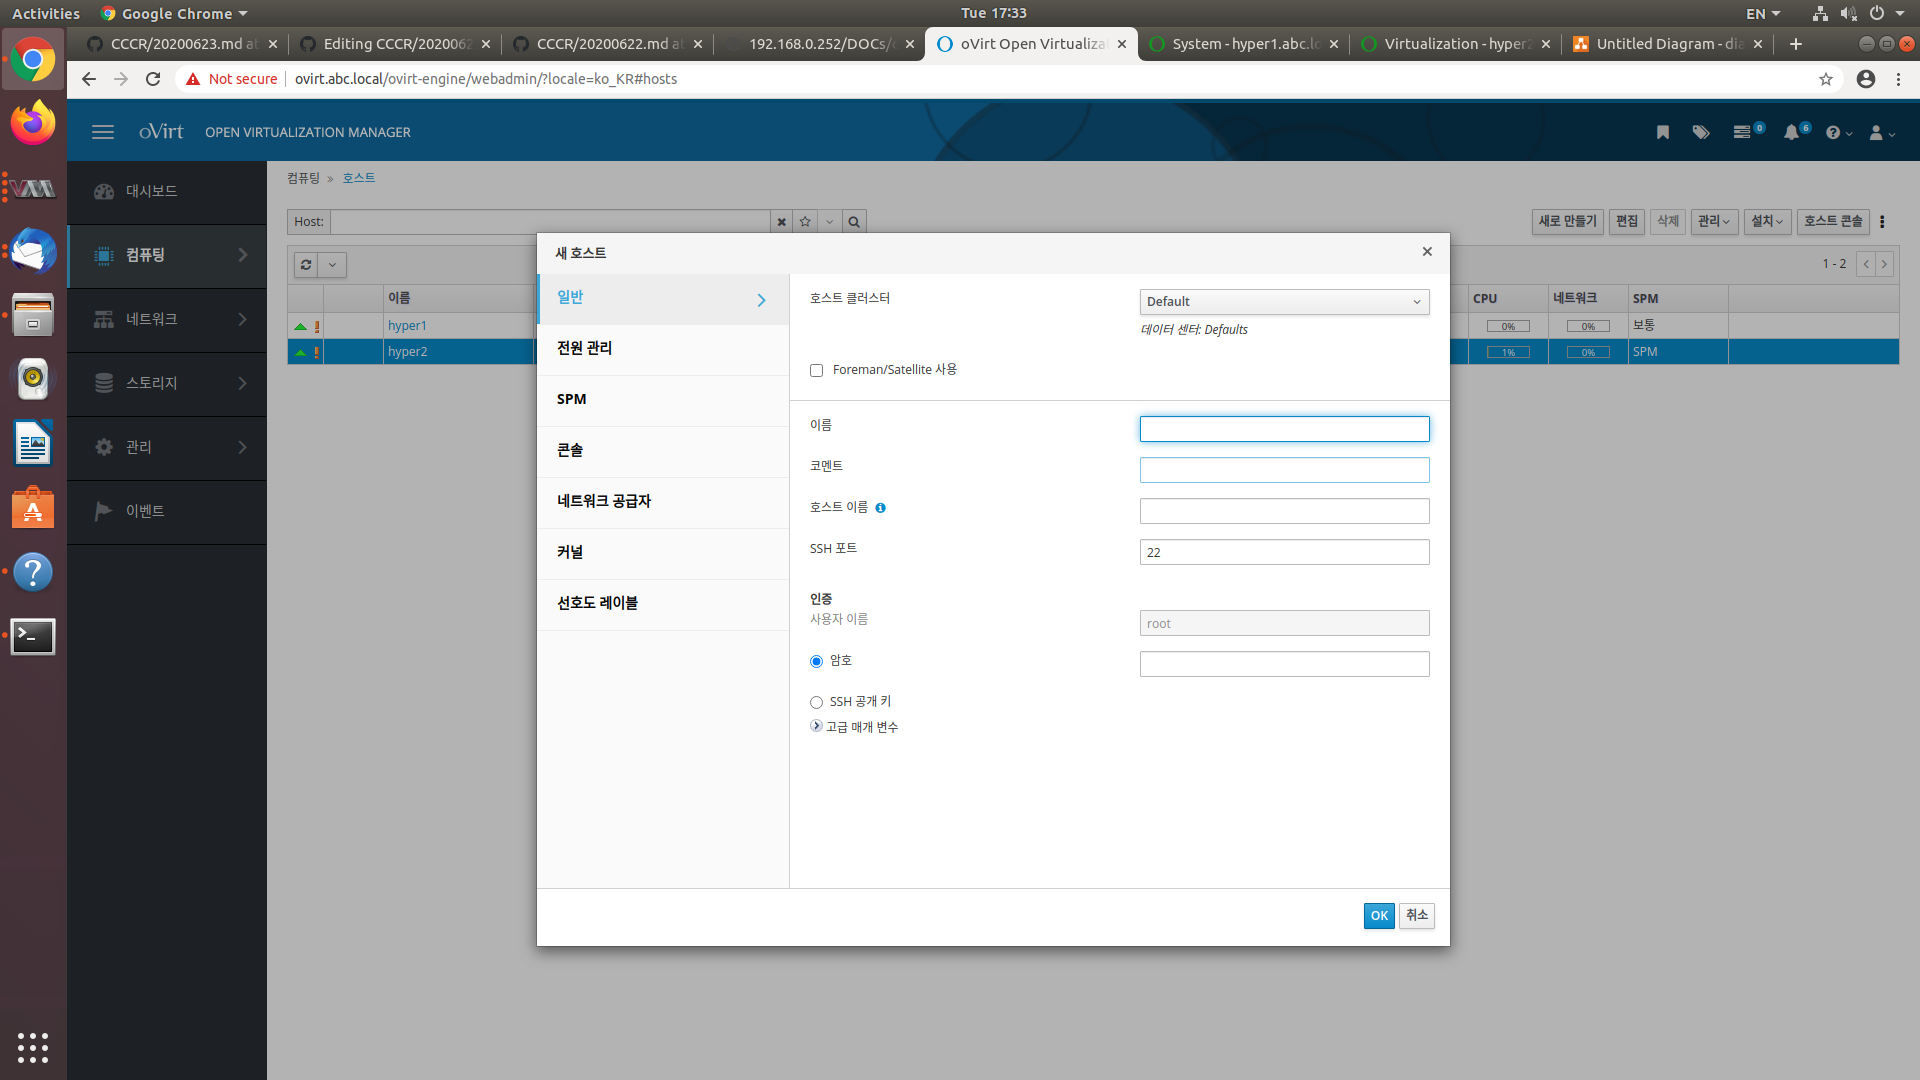 Activities
Google Chrome
Tue 17:33
EN
CCCR/20200623.md at
Editing CCCR/202006
CCCR/20200622.md at
192.168.0.252/DOCs/
oVirt Open Virtualiza
System - hyper1.abc.lo
Virtualization - hyper2
Untitled Diagram - dia
Not secure
ovirt.abc.local/ovirt-engine/webadmin/?locale=ko_KR#hosts
oVirt
OPEN VIRTUALIZATION MANAGER
0
6
대시보드
컴퓨팅
네트워크
스토리지
관리
이벤트
컴퓨팅 » 호스트
Host:
새로 만들기
편집
삭제
관리
설치
호스트 콘솔
1 - 2
이름
CPU
네트워크
SPM
hyper1
0%
0%
보통
hyper2
1%
0%
SPM
새 호스트
일반
전원 관리
SPM
콘솔
네트워크 공급자
커널
선호도 레이블
호스트 클러스터
Default
데이터 센터: Defaults
Foreman/Satellite 사용
이름
코멘트
호스트 이름
SSH 포트
22
인증
사용자 이름
root
암호
SSH 공개 키
고급 매개 변수
OK
취소